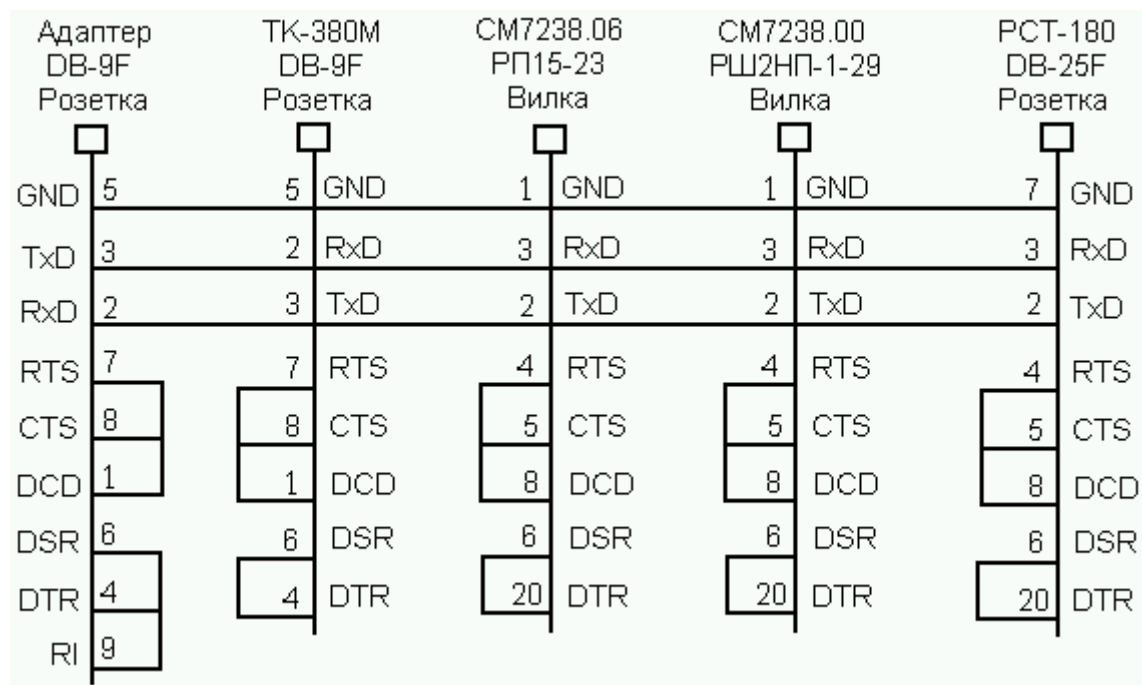 Адаптер TK-380M CM7238.06 CM7238.00 PCT-180
DB-9F DB-9F РП15-23 РШ2НП-1-29 DB-25F
Розетка Розетка Вилка Вилка Розетка
GND 5 5 GND 1 GND 1 GND 7 GND
TxD 3 2 RxD 3 RxD 3 RxD 3 RxD
RxD 2 3 TxD 2 TxD 2 TxD 2 TxD
RTS 7 7 RTS 4 RTS 4 RTS 4 RTS
CTS 8 8 CTS 5 CTS 5 CTS 5 CTS
DCD 1 1 DCD 8 DCD 8 DCD 8 DCD
DSR 6 6 DSR 6 DSR 6 DSR 6 DSR
DTR 4 4 DTR 20 DTR 20 DTR 20 DTR
RI 9